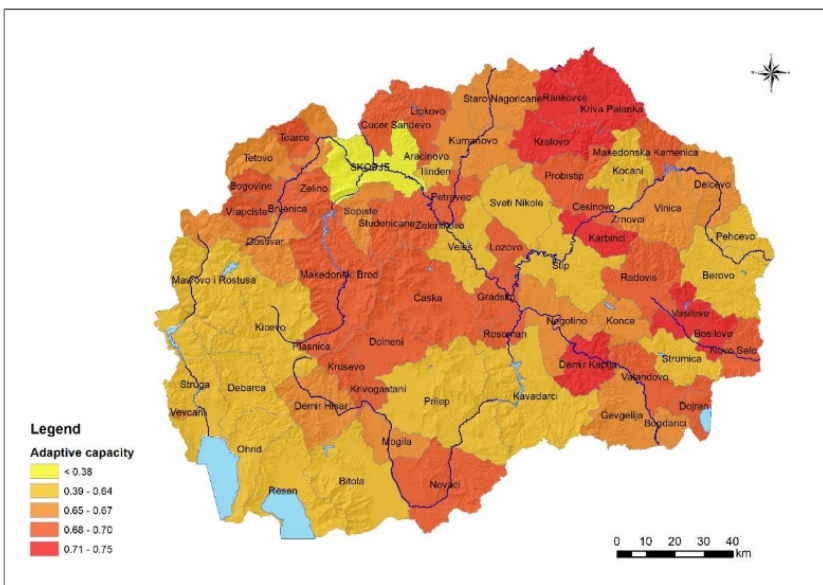 Lipkovo
Staro Nagoricane
Rankovce
Kriva Palanka
Cucer Sandevo
Kumanovo
Kratovo
Tearce
Aracinovo
Makedonska Kamenica
Tetovo
SKOPJE
Ilinden
Kocani
Probistip
Delcevo
Bogovine
Zelino
Petrovec
Sveti Nikole
Cesinovo
Vinica
Vrapciste
Brvenica
Sopiste
Zrnovci
Studenicane
Zelenikovo
Karbinci
Pehcevo
Gostivar
Veles
Lozovo
Stip
Berovo
Mavrovo i Rostusa
Makedonski Brod
Radovis
Caska
Gradsko
Vasilevo
Kicevo
Negotino
Konce
Rosoman
Bosilovo
Plasnica
Dolneni
Novo Selo
Strumica
Krusevo
Demir Kapija
Struga
Debarca
Krivogastani
Valandovo
Vevcani
Demir Hisar
Prilep
Kavadarci
Dojran
Gevgelija
Bogdanci
Mogila
Ohrid
Bitola
Novaci
Resen
Legend
Adaptive capacity
< 0.38
0.39 - 0.64
0.65 - 0.67
0.68 - 0.70
0.71 - 0.75
0 10 20 30 40
km